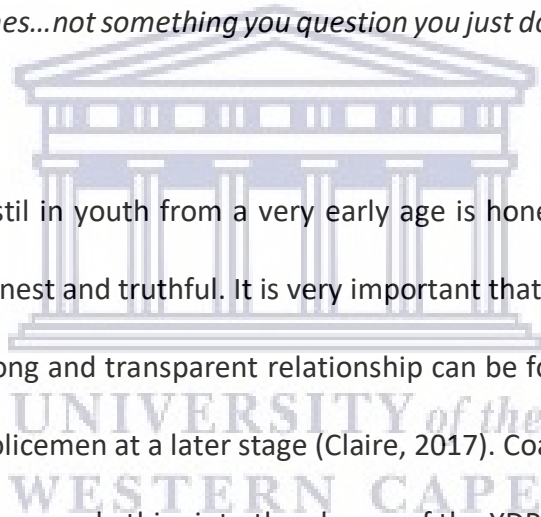 nes…not something you question you just do
stil in youth from a very early age is hone
nest and truthful. It is very important that
ong and transparent relationship can be fo
UNIVERSITY of the
policemen at a later stage (Claire, 2017). Coa
WESTERN CAPE